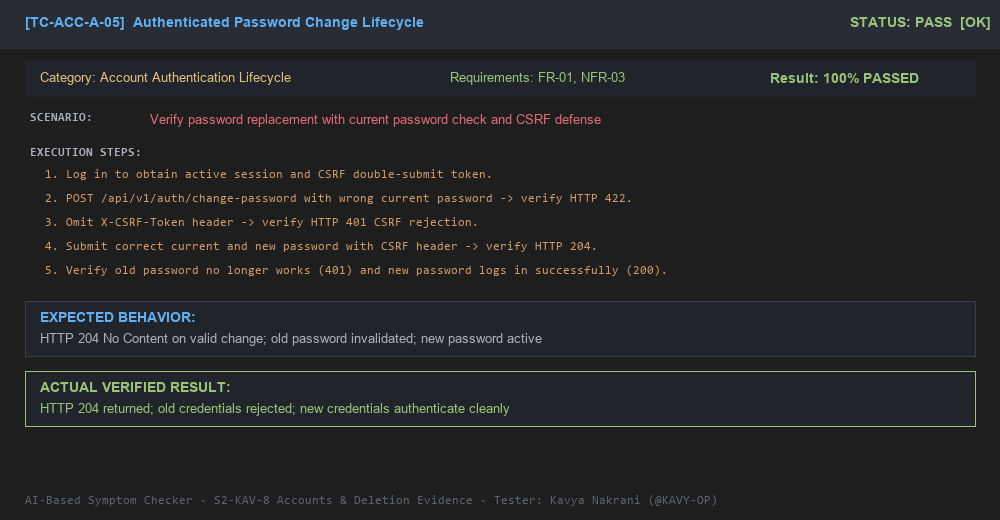 [TC-ACC-A-05]  Authenticated Password Change Lifecycle STATUS: PASS  [OK]
Category: Account Authentication Lifecycle Requirements: FR-01, NFR-03 Result: 100% PASSED
SCENARIO: Verify password replacement with current password check and CSRF defense
EXECUTION STEPS:
1. Log in to obtain active session and CSRF double-submit token.
2. POST /api/v1/auth/change-password with wrong current password -> verify HTTP 422.
3. Omit X-CSRF-Token header -> verify HTTP 401 CSRF rejection.
4. Submit correct current and new password with CSRF header -> verify HTTP 204.
5. Verify old password no longer works (401) and new password logs in successfully (200).
EXPECTED BEHAVIOR:
HTTP 204 No Content on valid change; old password invalidated; new password active
ACTUAL VERIFIED RESULT:
HTTP 204 returned; old credentials rejected; new credentials authenticate cleanly
AI-Based Symptom Checker · S2-KAV-8 Accounts & Deletion Evidence · Tester: Kavya Nakrani (@KAVY-OP)